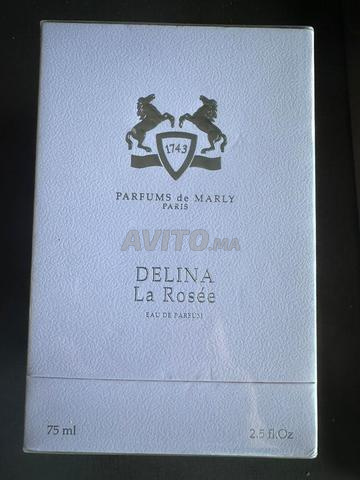 1743
PARFUMS de MARLY
PARIS
AVITO.MA
DELINA
La Rosée
EAU DE PARFUM
75 ml
2.5 fl.Oz